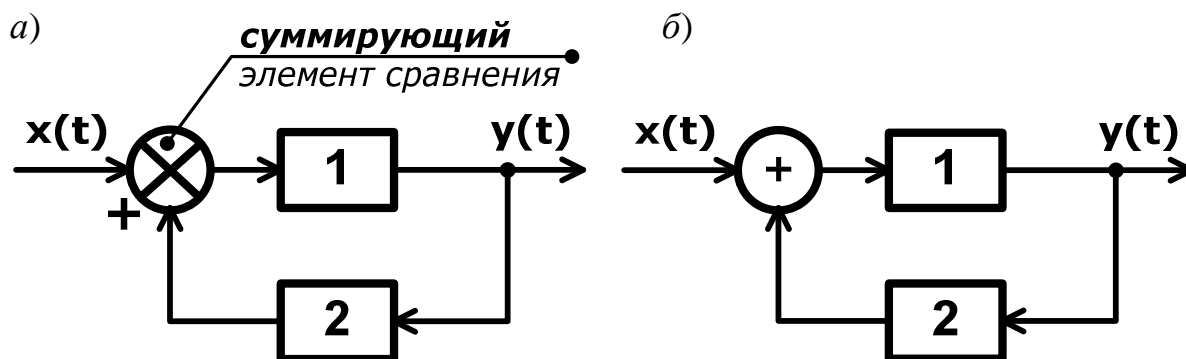 а)
суммирующий
элемент сравнения
x(t)
y(t)
1
+
2
б)
x(t)
y(t)
+
1
2